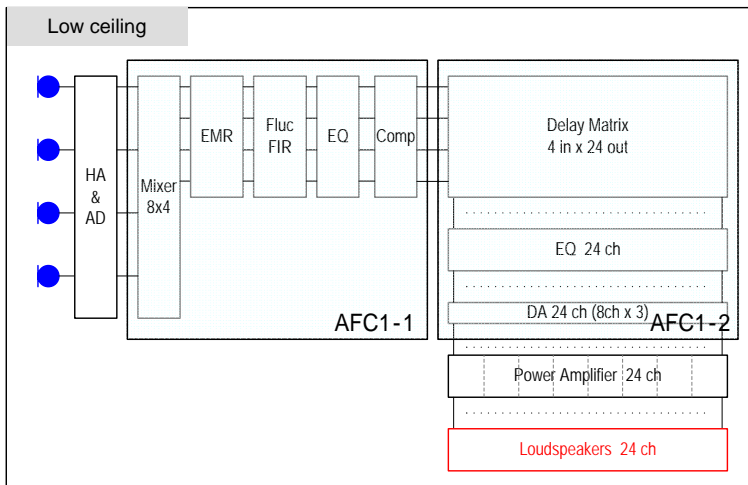 Low ceiling
HA
&
AD
Mixer
8x4
EMR
Fluc
FIR
EQ
Comp
AFC1-1
Delay Matrix
4 in x 24 out
EQ 24 ch
DA 24 ch (8ch x 3)
AFC1-2
Power Amplifier 24 ch
Loudspeakers 24 ch